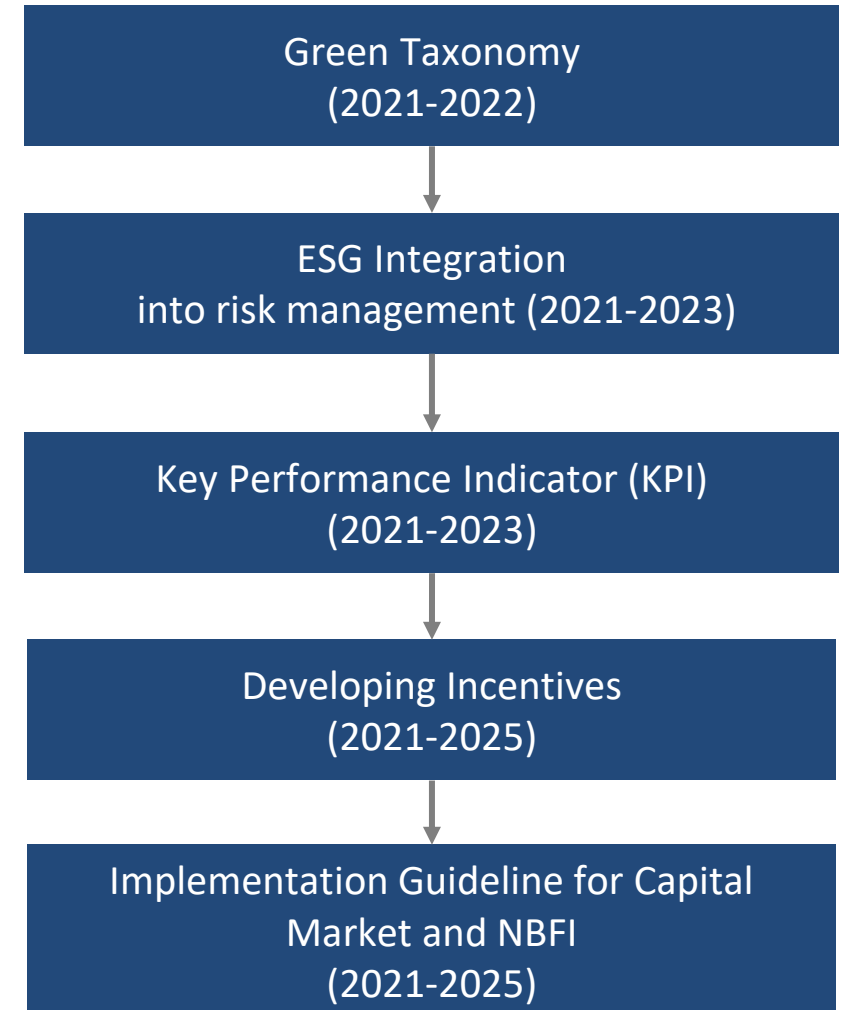 Green Taxonomy
(2021-2022)
ESG Integration
into risk management (2021-2023)
Key Performance Indicator (KPI)
(2021-2023)
Developing Incentives
(2021-2025)
Implementation Guideline for Capital
Market and NBFI
(2021-2025)